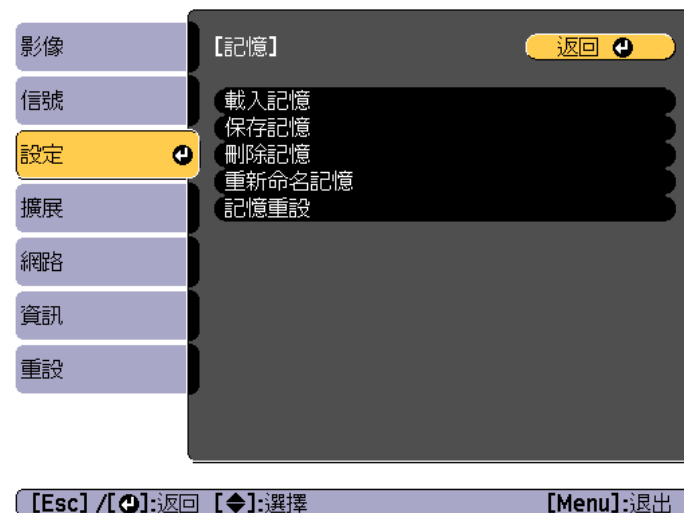 影像
信號
設定
擴展
網路
資訊
重設
[記憶]
返回
載入記憶
保存記憶
刪除記憶
重新命名記憶
記憶重設
[Esc] /[]:返回 []:選擇 [Menu]:退出